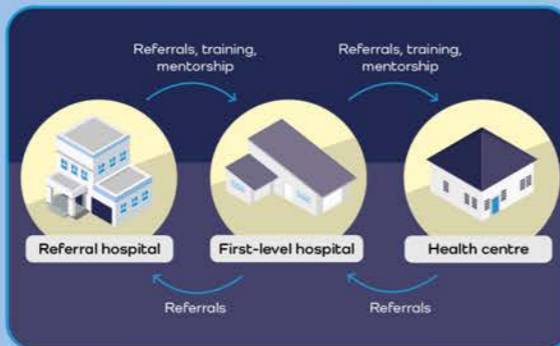 Referrals, training,
mentorship
Referrals, training,
mentorship
Referral hospital
First-level hospital
Health centre
Referrals
Referrals